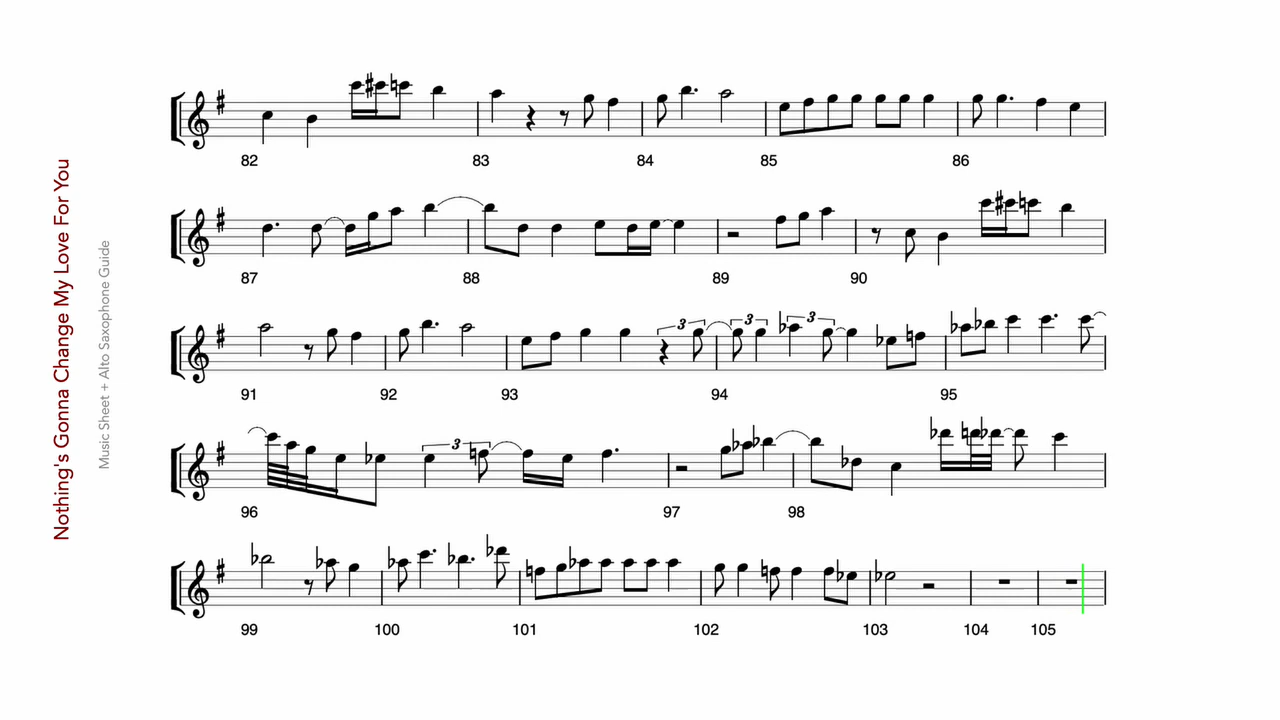 Nothing's Gonna Change My Love For You
Music Sheet + Alto Saxophone Guide
82 83 84 85 86
87 88 89 90
3 3 3
91 92 93 94 95
3
96 97 98
99 100 101 102 103 104 105